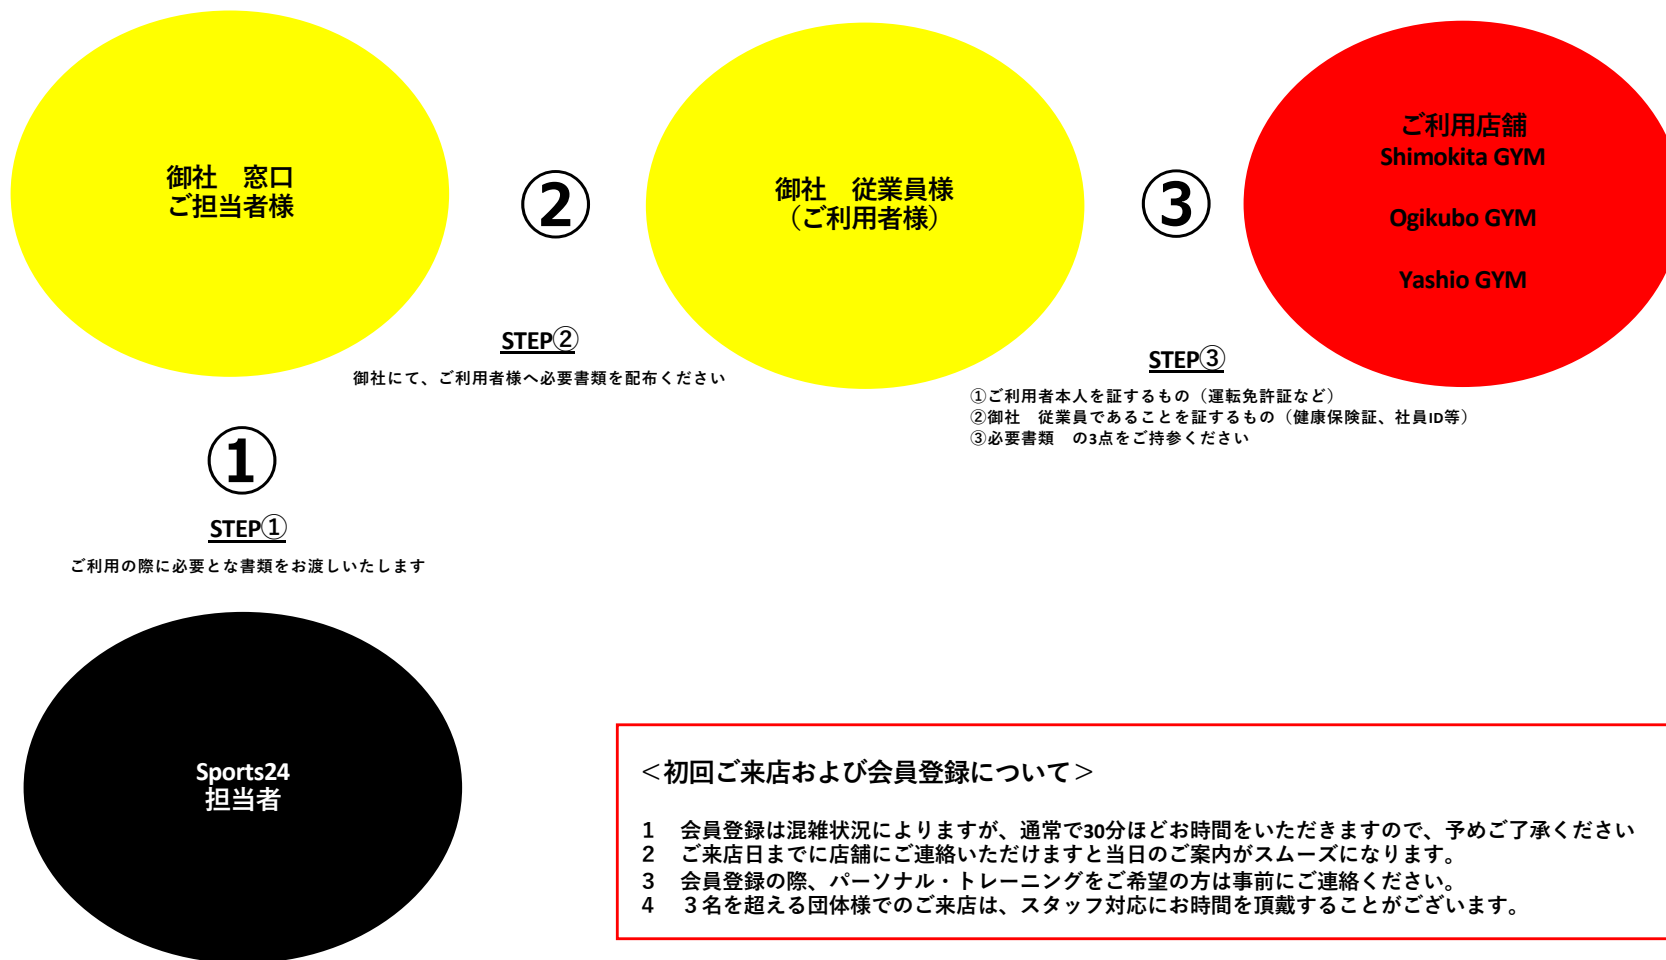 御社　窓口
ご担当者様
②
御社　従業員様
（ご利用者様）
③
ご利用店舗
Shimokita GYM
Ogikubo GYM
Yashio GYM
STEP②
御社にて、ご利用者様へ必要書類を配布ください
STEP③
①ご利用者本人を証するもの（運転免許証など）
②御社　従業員であることを証するもの（健康保険証、社員ID等）
③必要書類　の3点をご持参ください
①
STEP①
ご利用の際に必要とな書類をお渡しいたします
Sports24
担当者
＜初回ご来店および会員登録について＞
1　会員登録は混雑状況によりますが、通常で30分ほどお時間をいただきますので、予めご了承ください
2　ご来店日までに店舗にご連絡いただけますと当日のご案内がスムーズになります。
3　会員登録の際、パーソナル・トレーニングをご希望の方は事前にご連絡ください。
4　３名を超える団体様でのご来店は、スタッフ対応にお時間を頂戴することがございます。